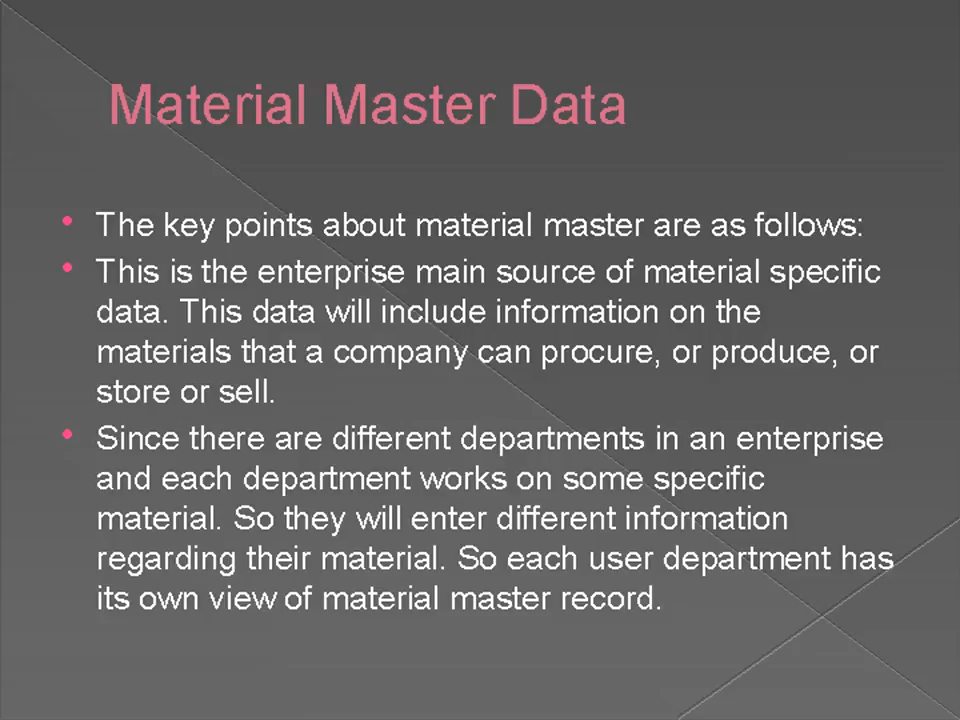 Material Master Data
• The key points about material master are as follows:
• This is the enterprise main source of material specific
data. This data will include information on the
materials that a company can procure, or produce, or
store or sell.
• Since there are different departments in an enterprise
and each department works on some specific
material. So they will enter different information
regarding their material. So each user department has
its own view of material master record.